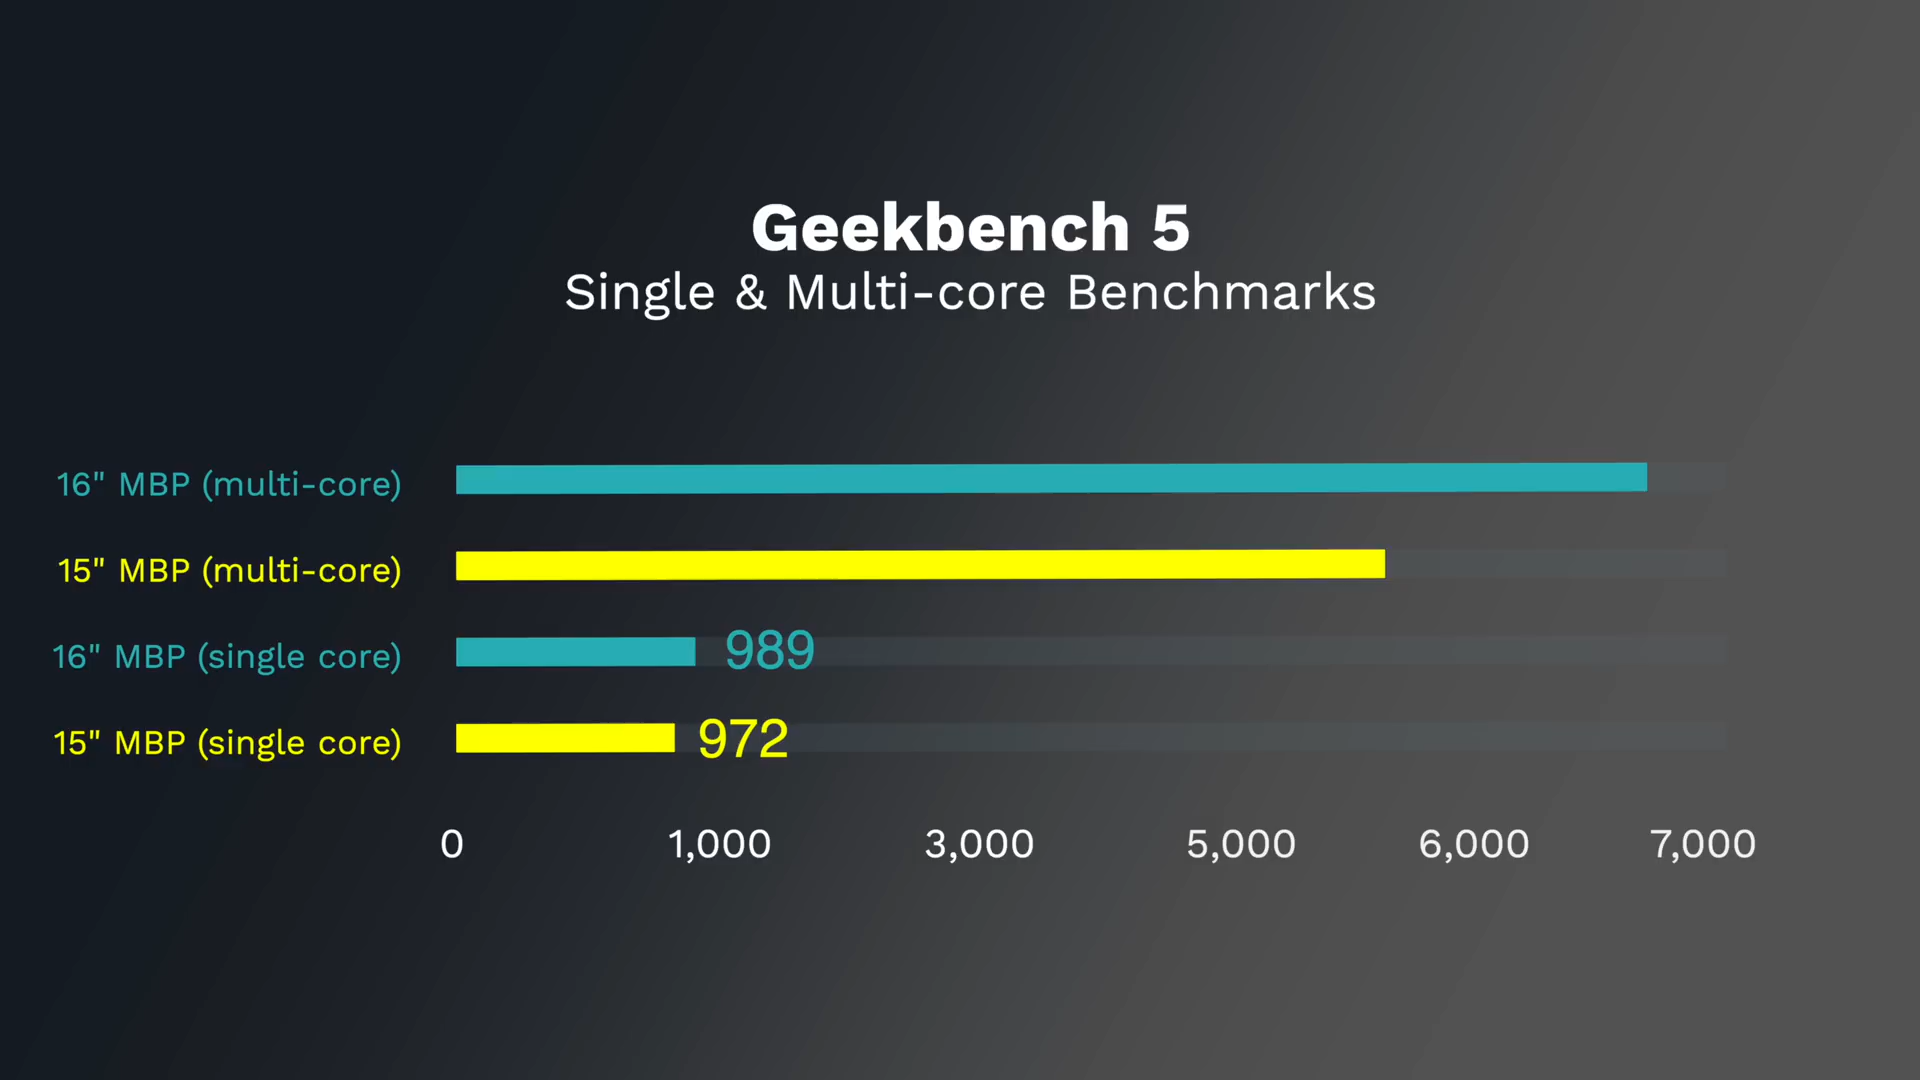 Geekbench 5
Single & Multi-core Benchmarks
16" MBP (multi-core)
15" MBP (multi-core)
16" MBP (single core) 989
15" MBP (single core) 972
0 1,000 3,000 5,000 6,000 7,000